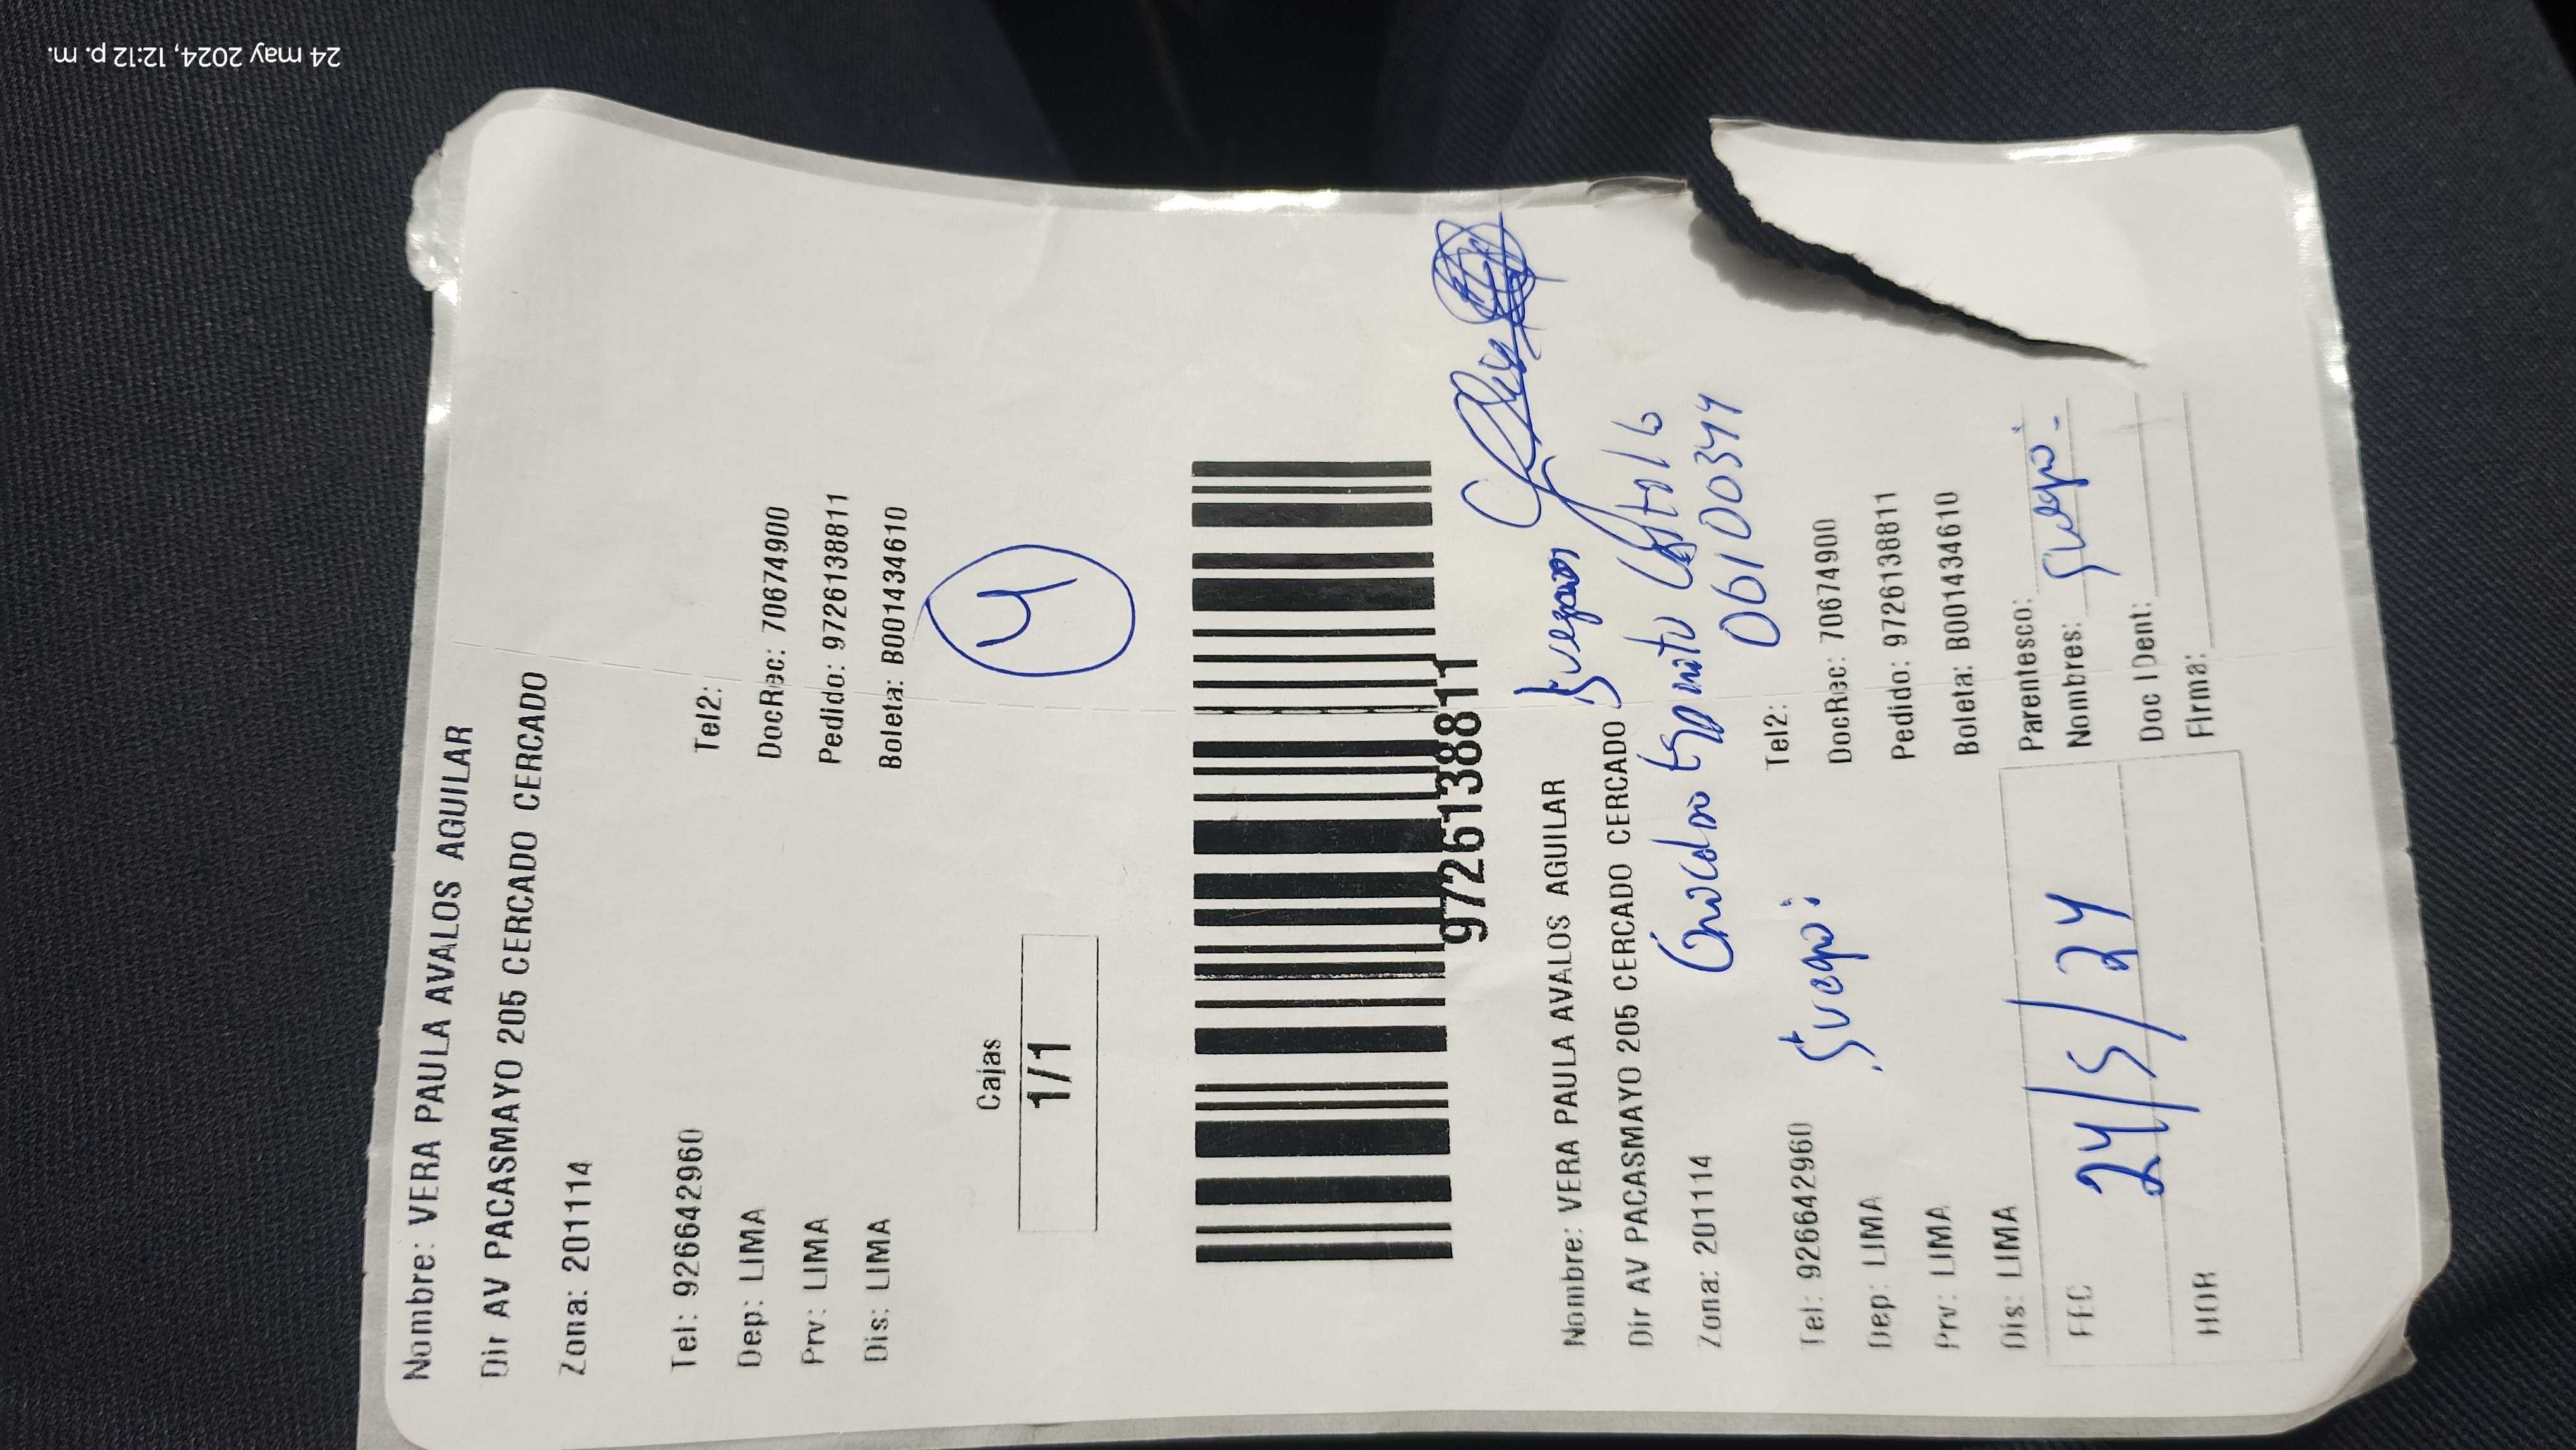 24 may 2024, 12:12 p. m.
Nombre: VERA PAULA AVALOS AGUILAR
Dir AV PACASMAYO 205 CERCADO CERCADO
Zona: 201114
Tel: 926642960 Tel2:
Dep: LIMA DocRec: 70674900
Prv: LIMA Pedido: 972613881​1
Dis: LIMA Boleta: B001434610
Cajas
1/1
4
9726138811
Nombre: VERA PAULA AVALOS AGUILAR
Dir AV PACASMAYO 205 CERCADO CERCADO
Zona: 201114
06100344
Tel: 926642960 Tel2:
Suegro:
Dep: LIMA DocRec: 70674900
Prv: LIMA Pedido: 9726138811
Dis: LIMA Boleta: B001434610
FEC 24/5/24
HOR
Parentesco:
Nombres: Suegro.
Doc IDent:
Firma: